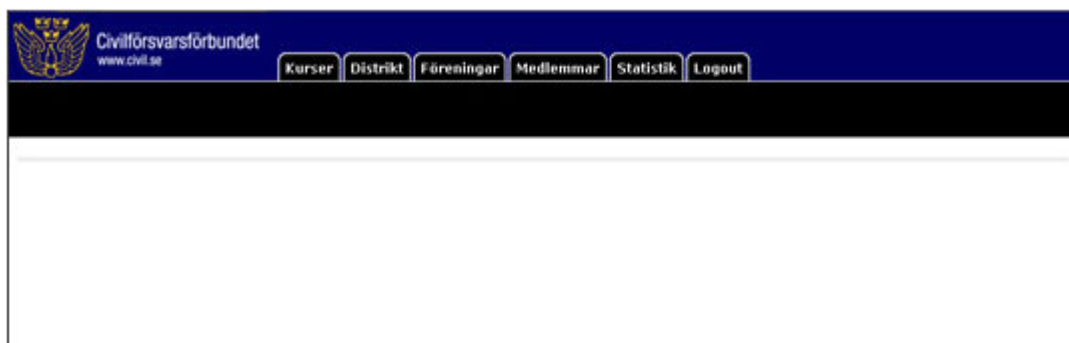 Civilförsvarsförbundet
www.civil.se
Kurser Distrikt Föreningar Medlemmar Statistik Logout